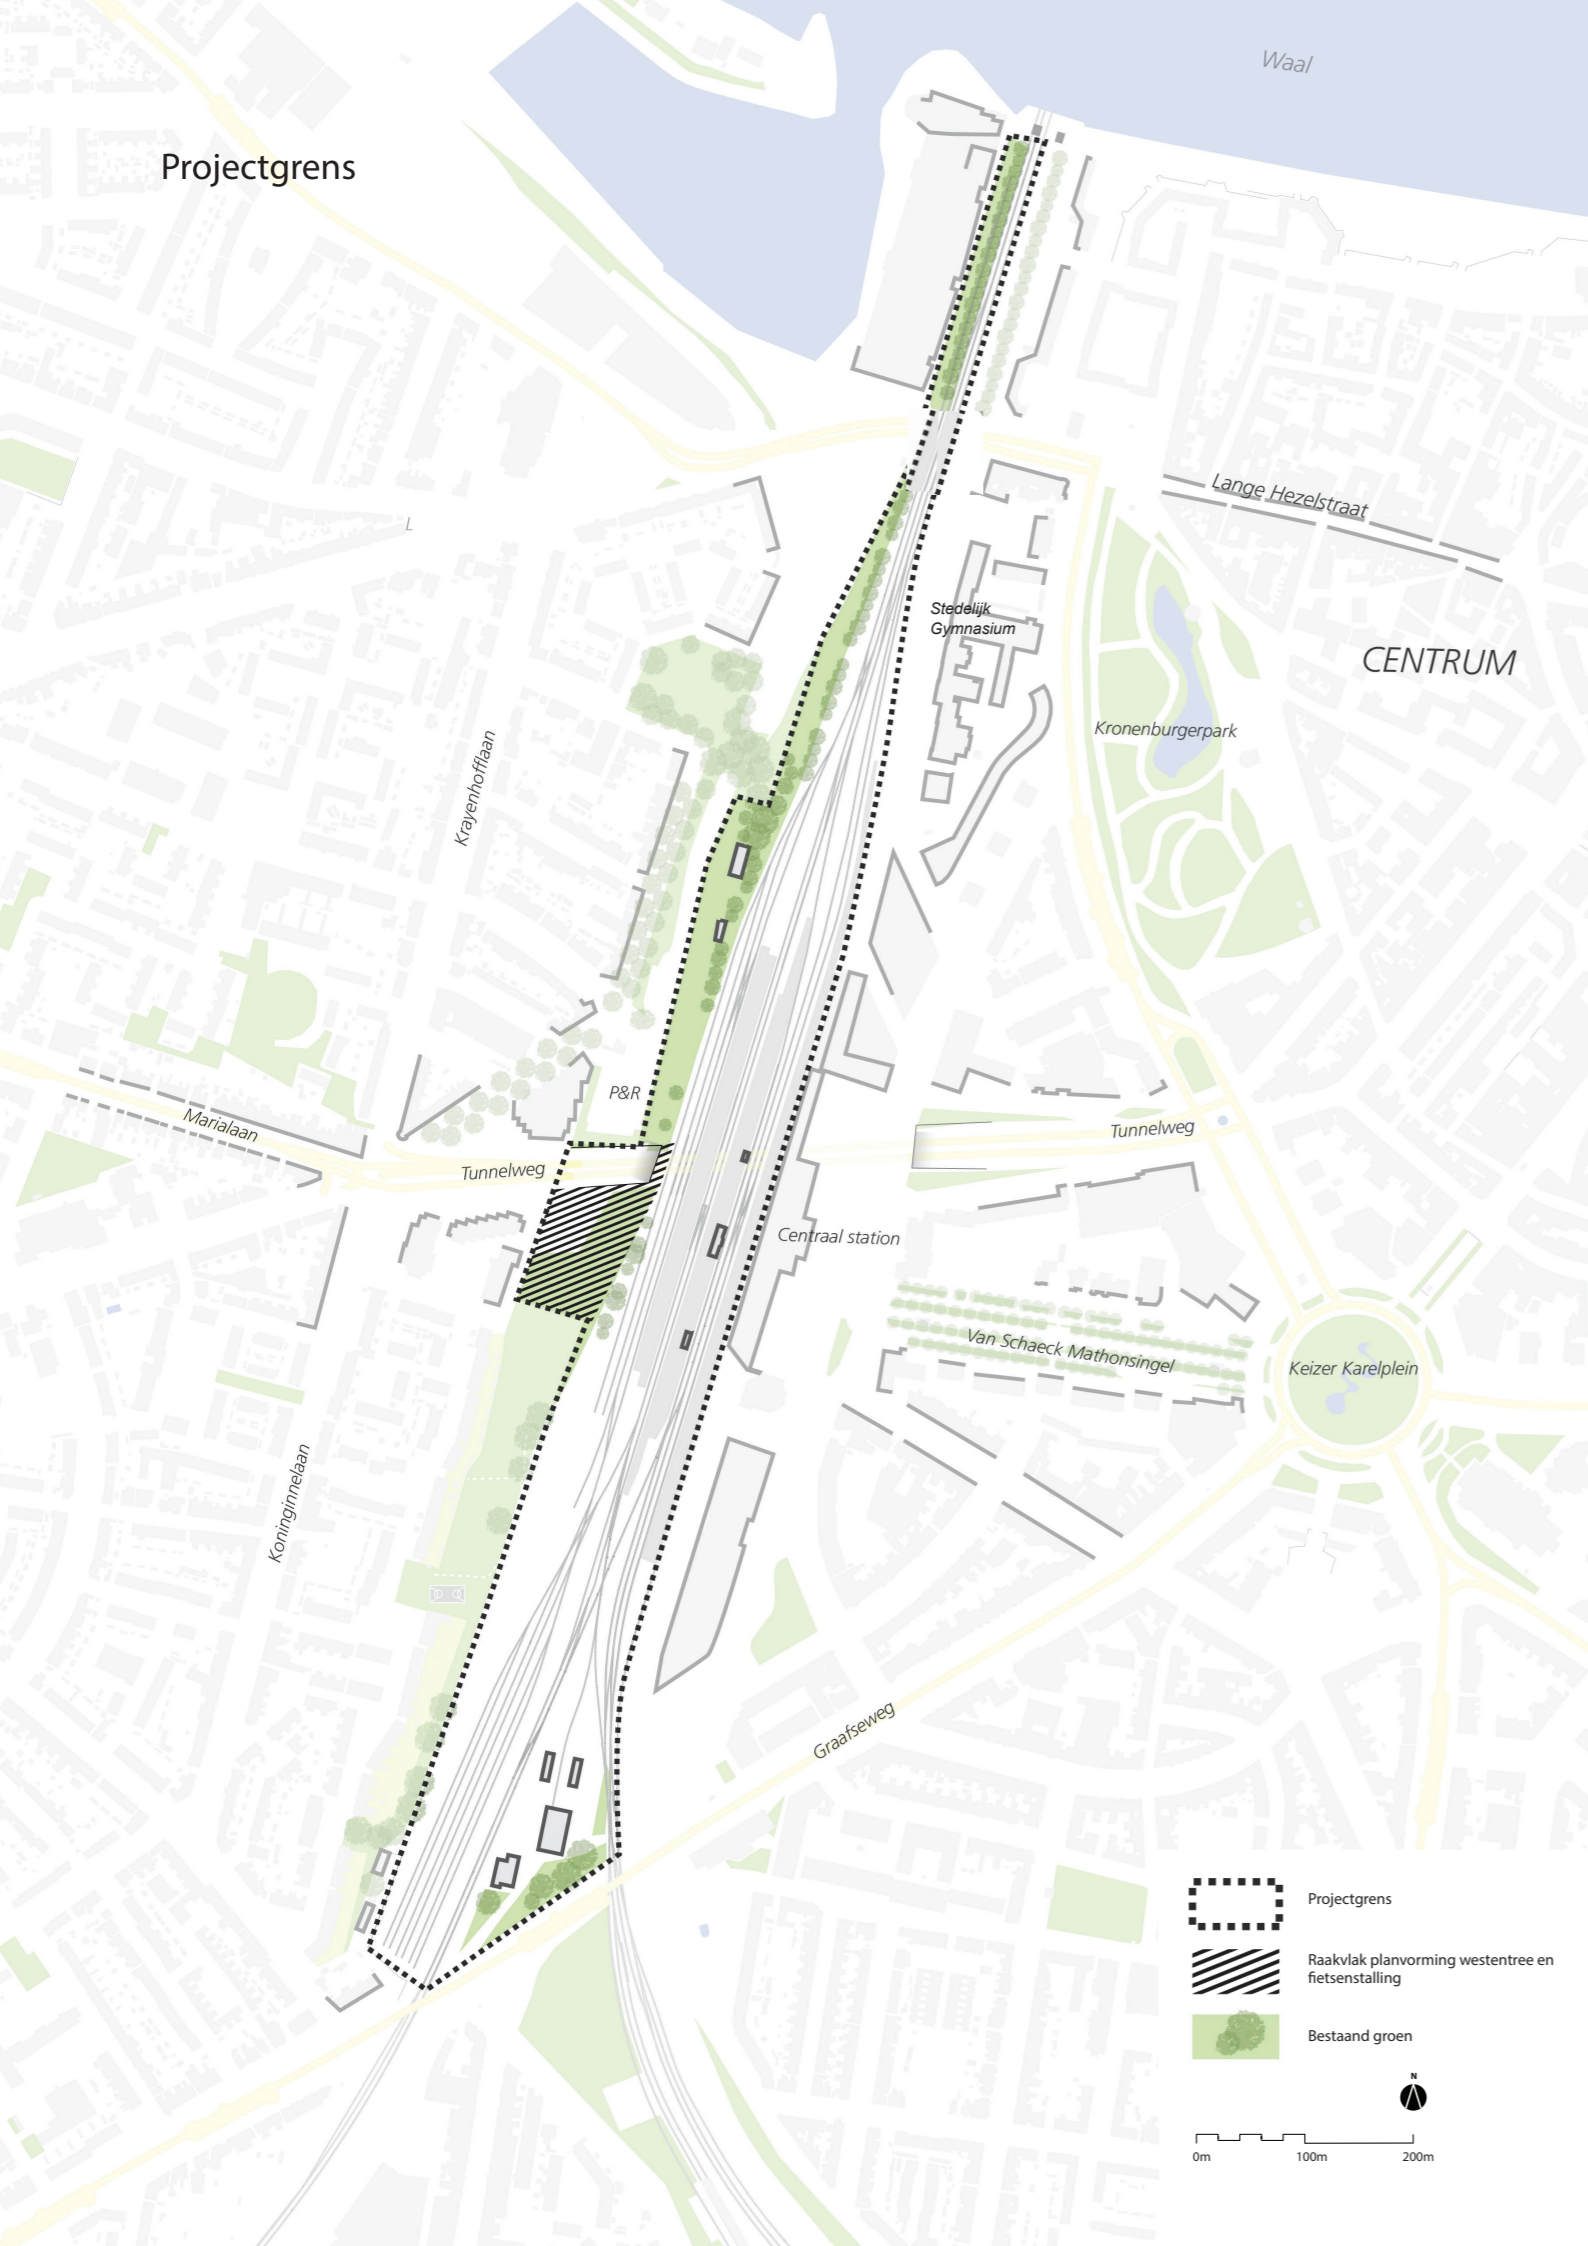 Waal
Projectgrens
Lange Hezelstraat
L
Stedelijk
Gymnasium
CENTRUM
Kronenburgerpark
Krayenhofflaan
P&R
Marialaan
Tunnelweg
Tunnelweg
Centraal station
Van Schaeck Mathonsingel
Keizer Karelplein
Koninginnelaan
Graafseweg
Projectgrens
Raakvlak planvorming westentree en
fietsenstalling
Bestaand groen
N
0m 100m 200m